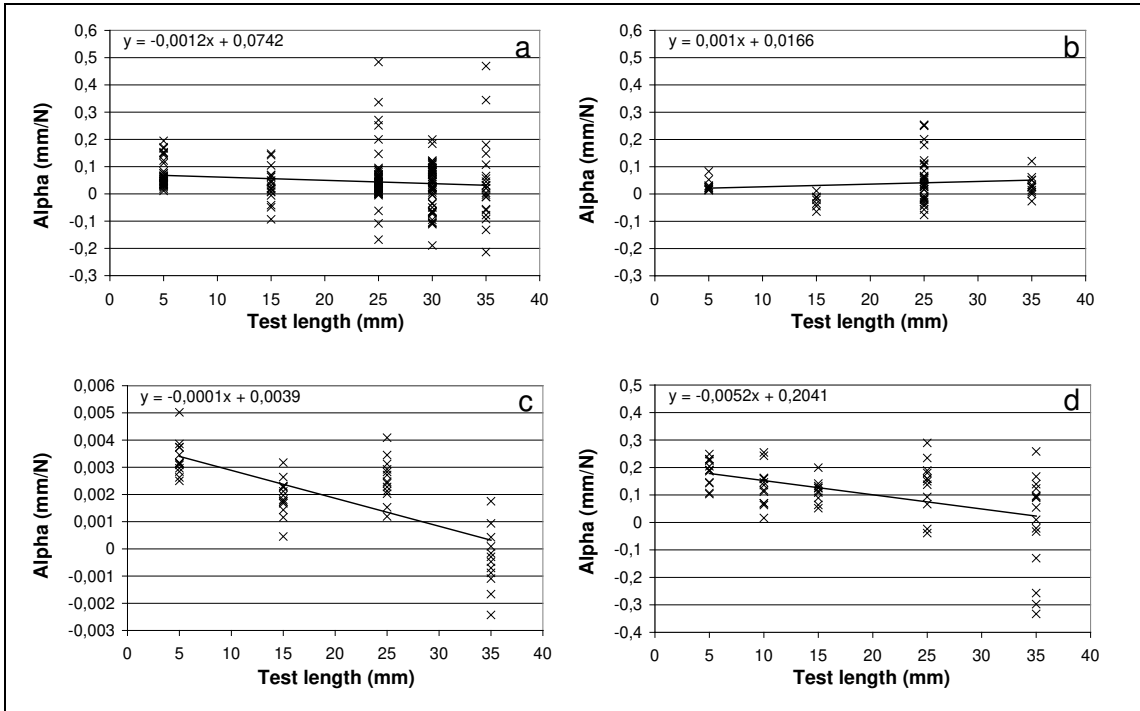 y = -0,0012x + 0,0742
a
0,6
0,5
0,4
0,3
0,2
0,1
0
-0,1
-0,2
-0,3
Alpha (mm/N)
0 5 10 15 20 25 30 35 40
Test length (mm)
y = 0,001x + 0,0166
b
0,6
0,5
0,4
0,3
0,2
0,1
0
-0,1
-0,2
-0,3
Alpha (mm/N)
0 5 10 15 20 25 30 35 40
Test length (mm)
y = -0,0001x + 0,0039
c
0,006
0,005
0,004
0,003
0,002
0,001
0
-0,001
-0,002
-0,003
Alpha (mm/N)
0 5 10 15 20 25 30 35 40
Test length (mm)
y = -0,0052x + 0,2041
d
0,5
0,4
0,3
0,2
0,1
0
-0,1
-0,2
-0,3
-0,4
Alpha (mm/N)
0 5 10 15 20 25 30 35 40
Test length (mm)